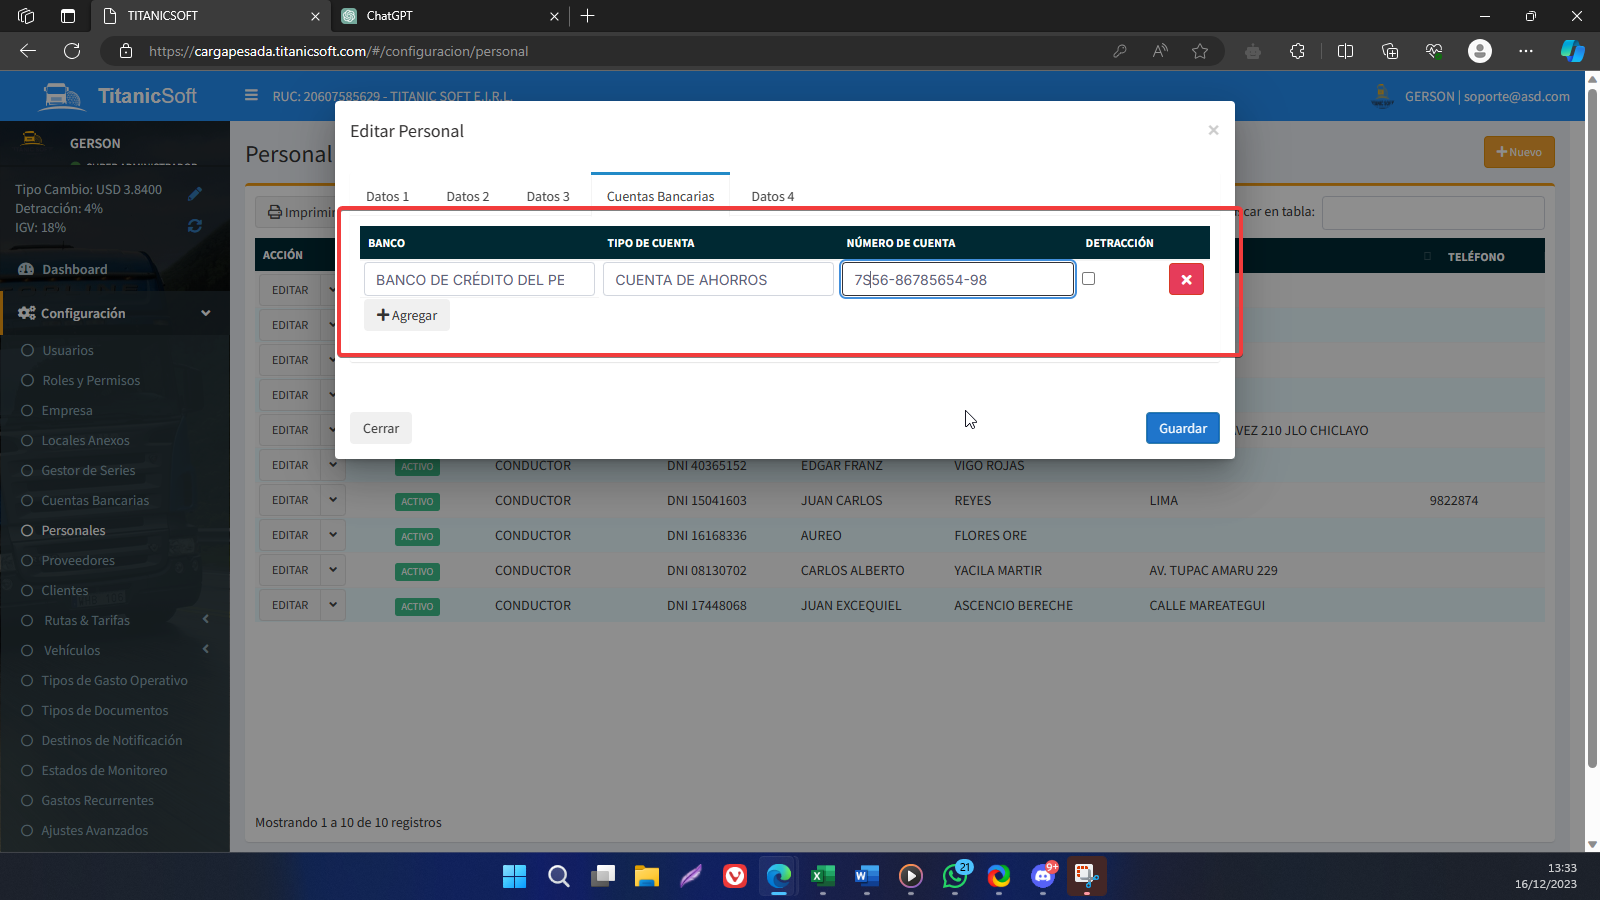 TITANICSOFT
ChatGPT
https://cargapesada.titanicsoft.com/#/configuracion/personal
TitanicSoft
RUC: 20607585629 - TITANIC SOFT E.I.R.L.
GERSON | soporte@asd.com
GERSON
SUPER ADMINISTRADOR
Tipo Cambio: USD 3.8400
Detracción: 4%
IGV: 18%
Dashboard
Configuración
Usuarios
Roles y Permisos
Empresa
Locales Anexos
Gestor de Series
Cuentas Bancarias
Personales
Proveedores
Clientes
Rutas & Tarifas
Vehículos
Tipos de Gasto Operativo
Tipos de Documentos
Destinos de Notificación
Estados de Monitoreo
Gastos Recurrentes
Ajustes Avanzados
Personal
Nuevo
Imprimir
car en tabla:
Editar Personal
×
Datos 1 Datos 2 Datos 3 Cuentas Bancarias Datos 4
BANCO TIPO DE CUENTA NÚMERO DE CUENTA DETRACCIÓN
BANCO DE CRÉDITO DEL PE CUENTA DE AHORROS 7556-86785654-98
Agregar
Cerrar Guardar
ACCIÓN TELÉFONO
EDITAR
EDITAR
EDITAR
EDITAR
EDITAR VEZ 210 JLO CHICLAYO
EDITAR ACTIVO CONDUCTOR DNI 40365152 EDGAR FRANZ VIGO ROJAS
EDITAR ACTIVO CONDUCTOR DNI 15041603 JUAN CARLOS REYES LIMA 9822874
EDITAR ACTIVO CONDUCTOR DNI 16168336 AUREO FLORES ORE
EDITAR ACTIVO CONDUCTOR DNI 08130702 CARLOS ALBERTO YACILA MARTIR AV. TUPAC AMARU 229
EDITAR ACTIVO CONDUCTOR DNI 17448068 JUAN EXCEQUIEL ASCENCIO BERECHE CALLE MAREATEGUI
Mostrando 1 a 10 de 10 registros
21
9+
13:33
16/12/2023